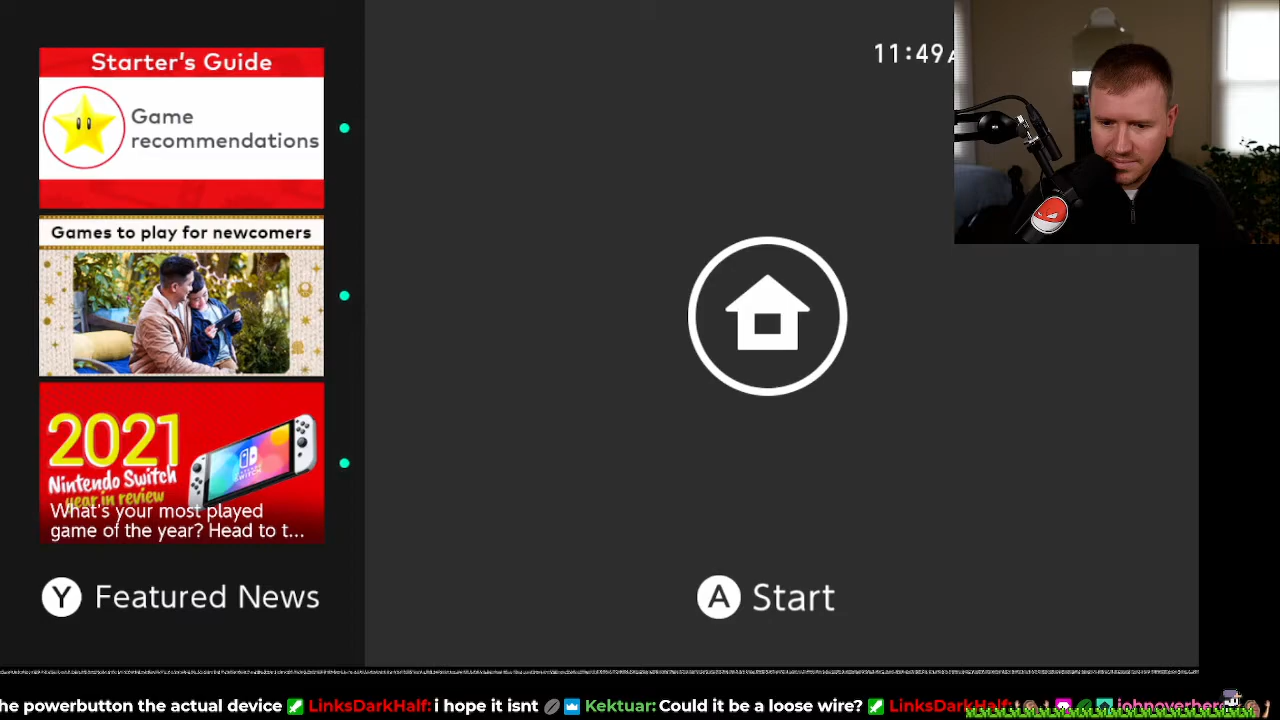 Starter's Guide
Game
recommendations
Games to play for newcomers
2021
Nintendo Switch
year in review
What's your most played
game of the year? Head to t...
Y Featured News
11:49
A Start
he powerbutton the actual device LinksDarkHalf: i hope it isnt Kektuar: Could it be a loose wire? LinksDarkHalf: johnoverhero